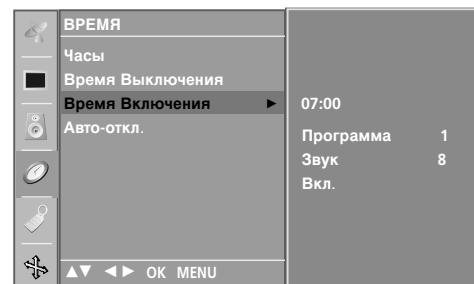 ВРЕМЯ
Часы
Время Выключения
Время Включения ►
Авто-откл.
07:00
Программа 1
Звук 8
Вкл.
▲▼ ◄► OK MENU